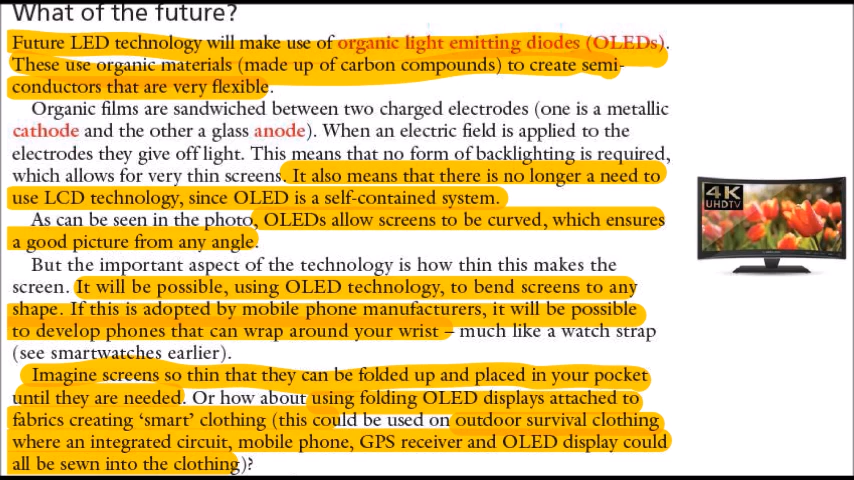 What of the future?
Future LED technology will make use of organic light emitting diodes (OLEDs).
These use organic materials (made up of carbon compounds) to create semi-
conductors that are very flexible.
Organic films are sandwiched between two charged electrodes (one is a metallic
cathode and the other a glass anode). When an electric field is applied to the
electrodes they give off light. This means that no form of backlighting is required,
which allows for very thin screens. It also means that there is no longer a need to
use LCD technology, since OLED is a self-contained system.
As can be seen in the photo, OLEDs allow screens to be curved, which ensures
a good picture from any angle.
But the important aspect of the technology is how thin this makes the
screen. It will be possible, using OLED technology, to bend screens to any
shape. If this is adopted by mobile phone manufacturers, it will be possible
to develop phones that can wrap around your wrist – much like a watch strap
(see smartwatches earlier).
Imagine screens so thin that they can be folded up and placed in your pocket
until they are needed. Or how about using folding OLED displays attached to
fabrics creating ‘smart’ clothing (this could be used on outdoor survival clothing
where an integrated circuit, mobile phone, GPS receiver and OLED display could
all be sewn into the clothing)?
4K
UHDTV